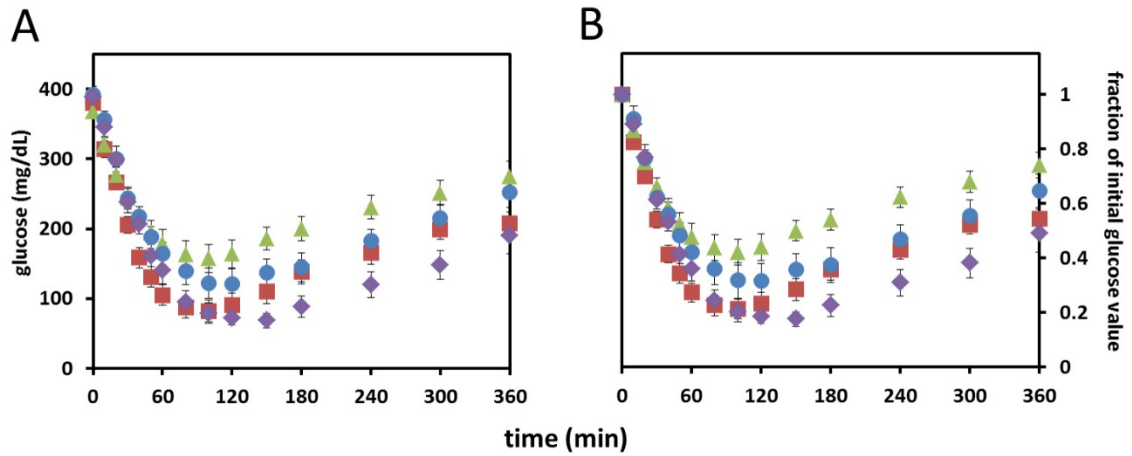 A
B
glucose (mg/dL)
400
300
200
100
0
0 60 120 180 240 300 360
0 60 120 180 240 300 360
1
0.8
0.6
0.4
0.2
0
fraction of initial glucose value
time (min)